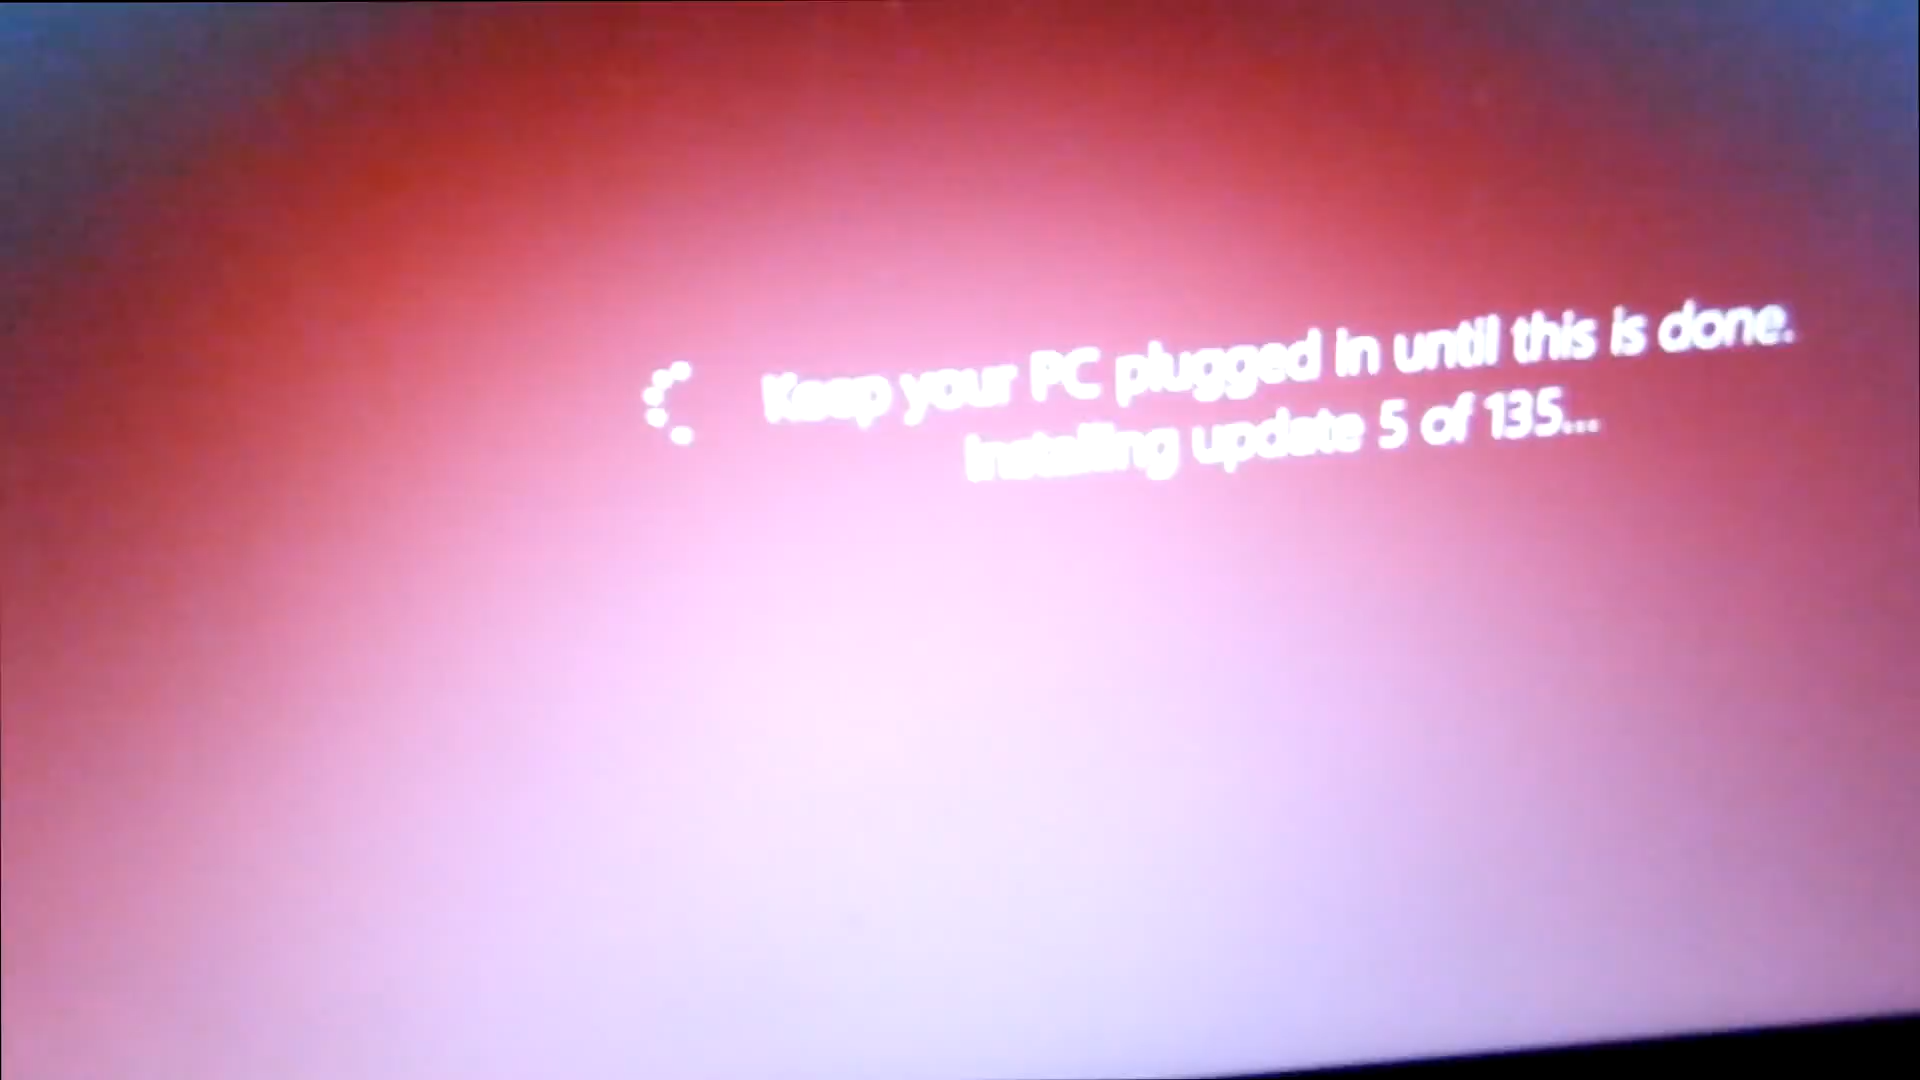 Keep your PC plugged in until this is done.
Installing update 5 of 135...